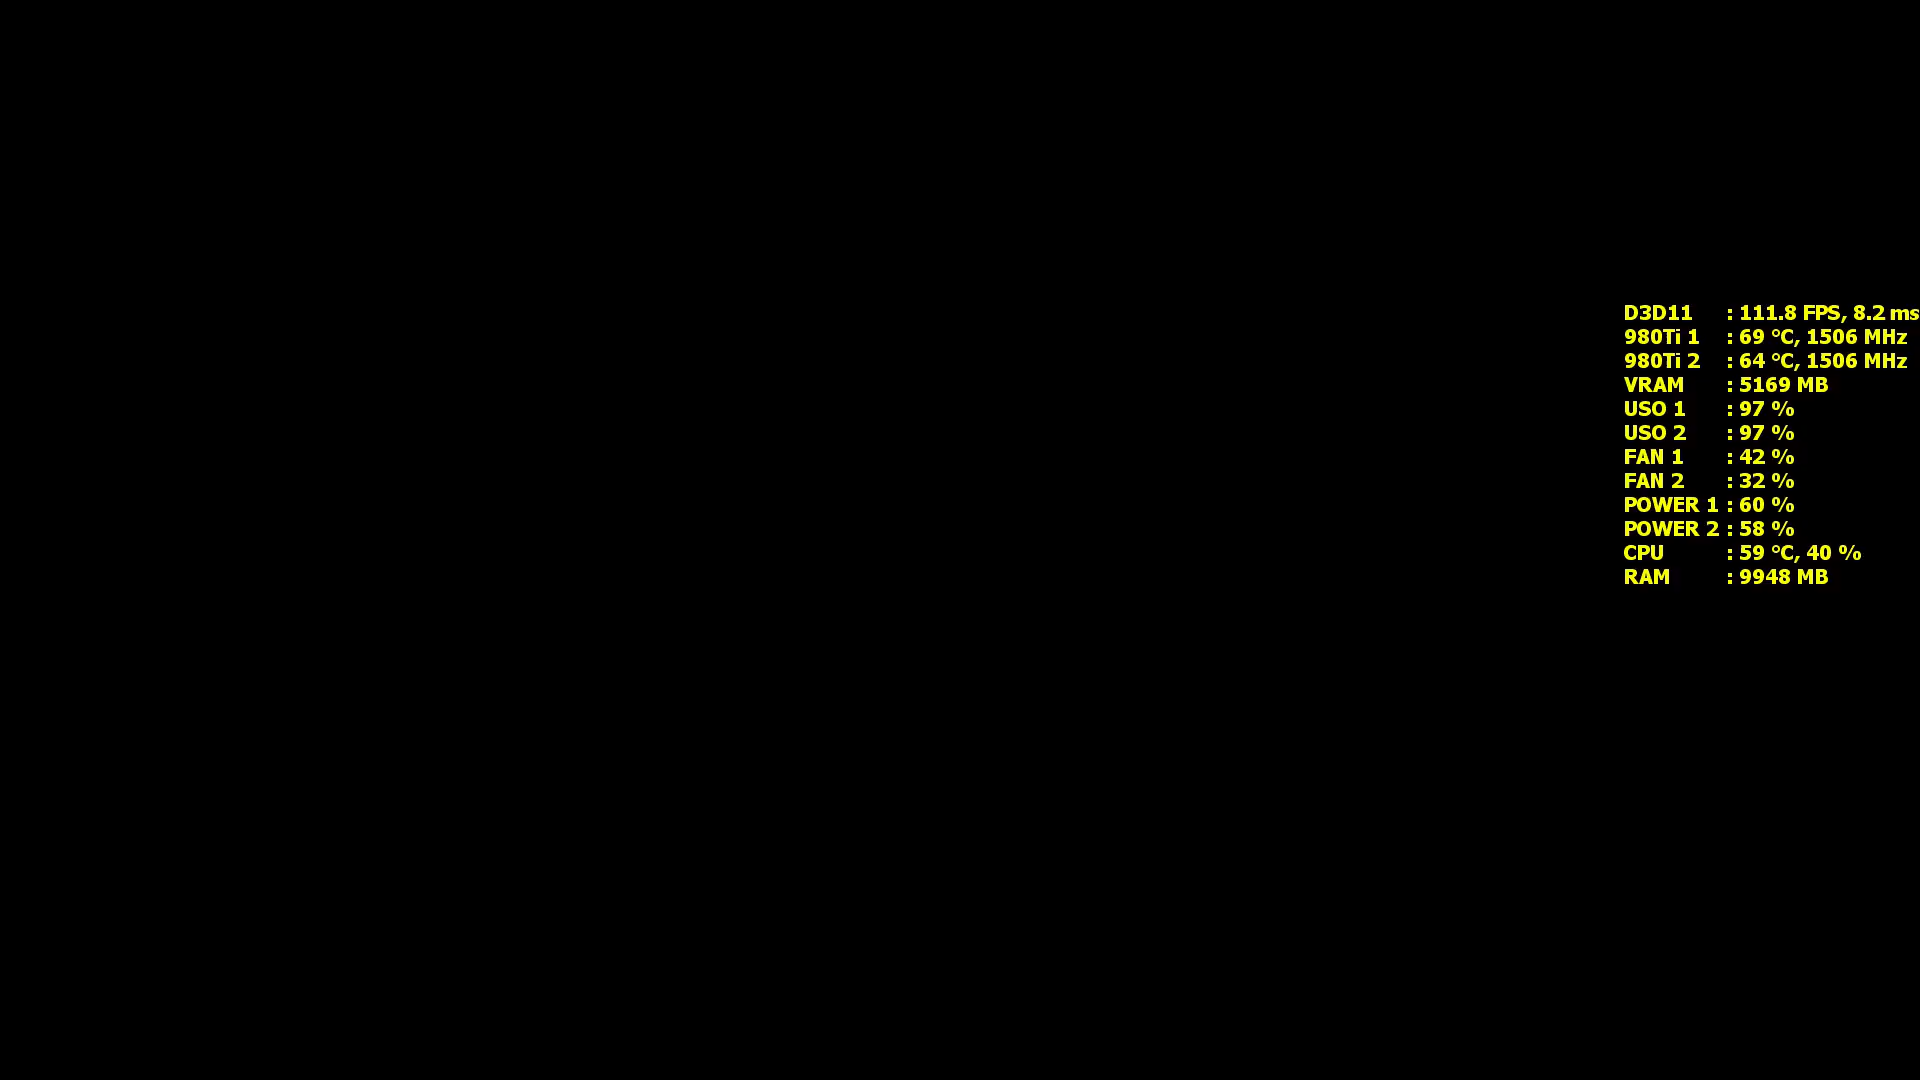 D3D11 : 111.8 FPS, 8.2 ms
980Ti 1 : 69 °C, 1506 MHz
980Ti 2 : 64 °C, 1506 MHz
VRAM : 5169 MB
USO 1 : 97 %
USO 2 : 97 %
FAN 1 : 42 %
FAN 2 : 32 %
POWER 1 : 60 %
POWER 2 : 58 %
CPU : 59 °C, 40 %
RAM : 9948 MB